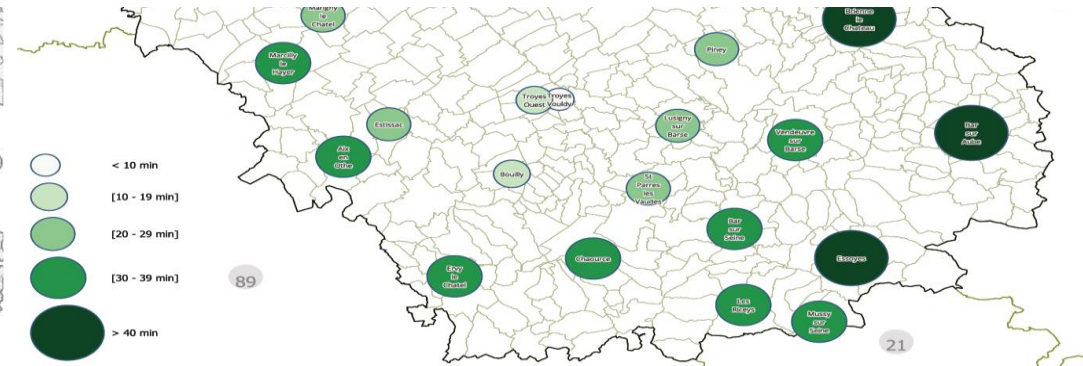 Marigny
le
Chatel
Brienne
le
Chateau
Marcilly
le
Hayer
Piney
Troyes
Ouest
Troyes
Vouldy
Estissac
Lusigny
sur
Barse
Vendeuvre
sur
Barse
Bar
sur
Aube
Aix
en
Othe
Bouilly
St
Parres
les
Vaudes
Bar
sur
Seine
Chaource
Essoyes
Ervy
le
Chatel
Les
Riceys
Mussy
sur
Seine
< 10 min
[10 - 19 min]
[20 - 29 min]
[30 - 39 min]
> 40 min
89
21